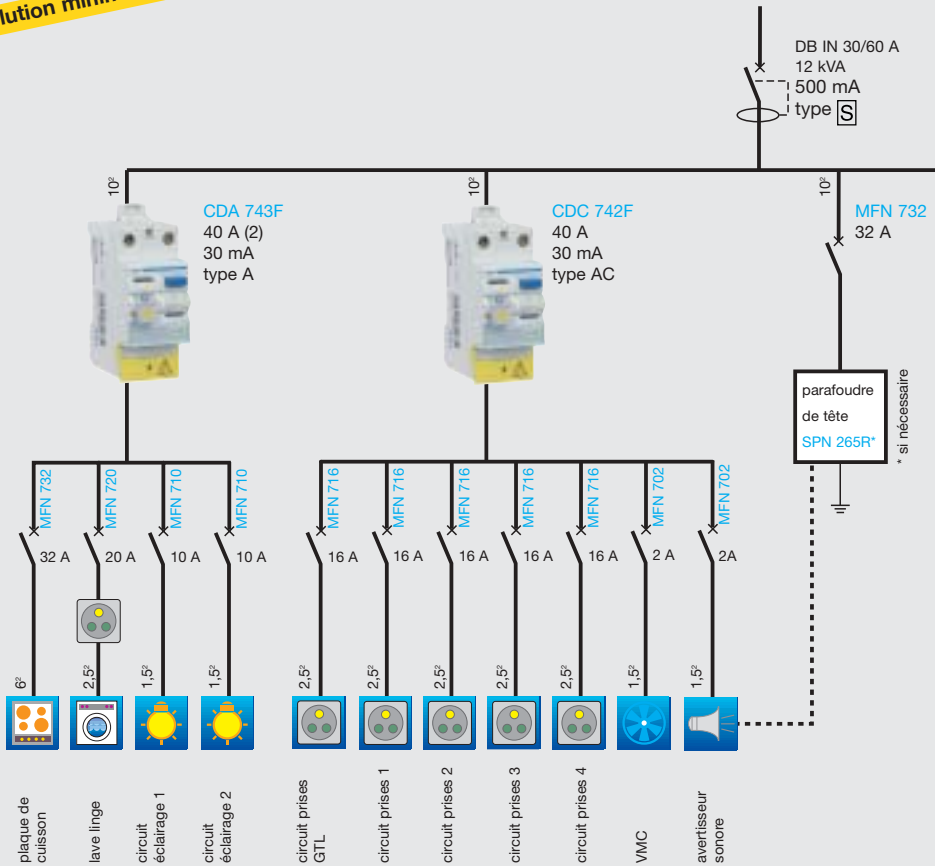 DB IN 30/60 A
12 kVA
500 mA
type S
10²
CDA 743F
40 A (2)
30 mA
type A
10²
CDC 742F
40 A
30 mA
type AC
10²
MFN 732
32 A
parafoudre
de tête
SPN 265R*
* si nécessaire
MFN 732
MFN 720
MFN 710
MFN 710
MFN 716
MFN 716
MFN 716
MFN 716
MFN 716
MFN 702
MFN 702
32 A
20 A
10 A
10 A
16 A
16 A
16 A
16 A
16 A
2 A
2A
6²
2,5²
1,5²
1,5²
2,5²
2,5²
2,5²
2,5²
2,5²
1,5²
1,5²
plaque de
cuisson
lave linge
circuit
éclairage 1
circuit
éclairage 2
circuit prises
GTL
circuit prises 1
circuit prises 2
circuit prises 3
circuit prises 4
VMC
avertisseur
sonore